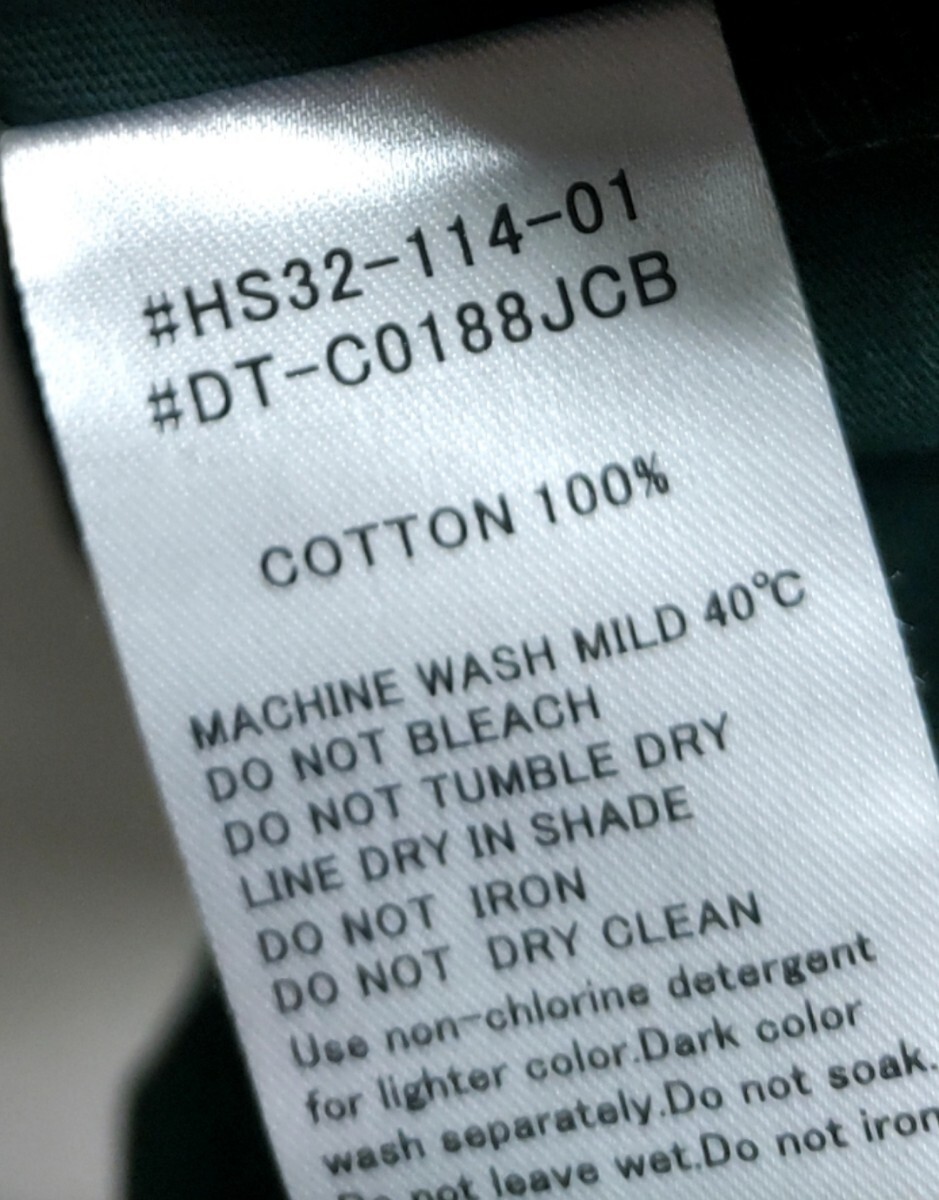 #HS32-114-01
#DT-C0188JCB
COTTON 100%
MACHINE WASH MILD 40℃
DO NOT BLEACH
DO NOT TUMBLE DRY
LINE DRY IN SHADE
DO NOT IRON
DO NOT DRY CLEAN
Use non-chlorine detergent
for lighter color.Dark color
wash separately.Do not soak.
Do not leave wet.Do not iron